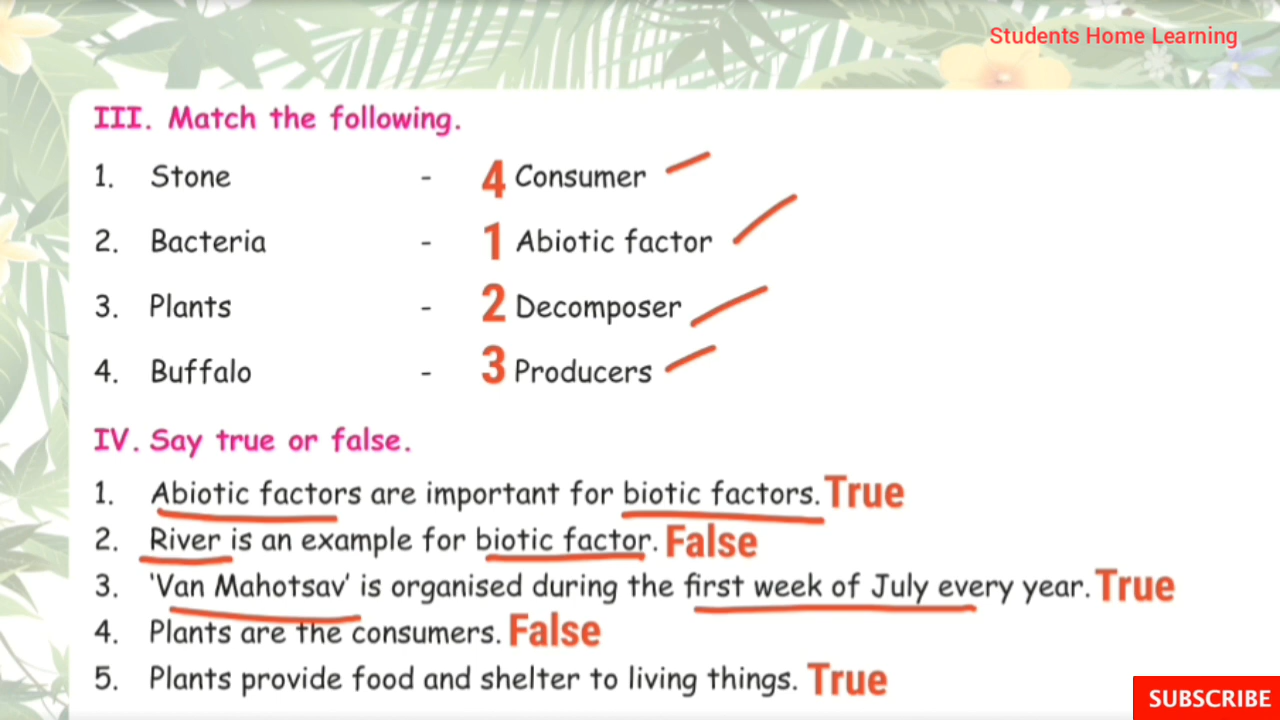 Students Home Learning
III. Match the following.
1. Stone - 4 Consumer
2. Bacteria - 1 Abiotic factor
3. Plants - 2 Decomposer
4. Buffalo - 3 Producers
IV. Say true or false.
1. Abiotic factors are important for biotic factors. True
2. River is an example for biotic factor. False
3. 'Van Mahotsav' is organised during the first week of July every year. True
4. Plants are the consumers. False
5. Plants provide food and shelter to living things. True
SUBSCRIBE